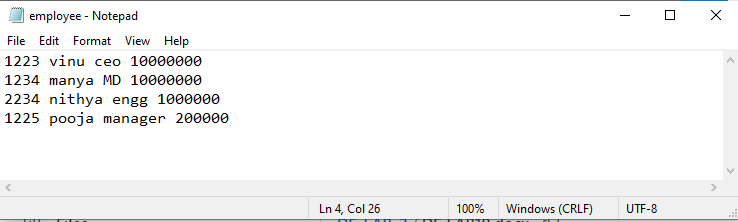 employee - Notepad
File Edit Format View Help
1223 vinu ceo 10000000
1234 manya MD 10000000
2234 nithya engg 1000000
1225 pooja manager 200000
Ln 4, Col 26 100% Windows (CRLF) UTF-8